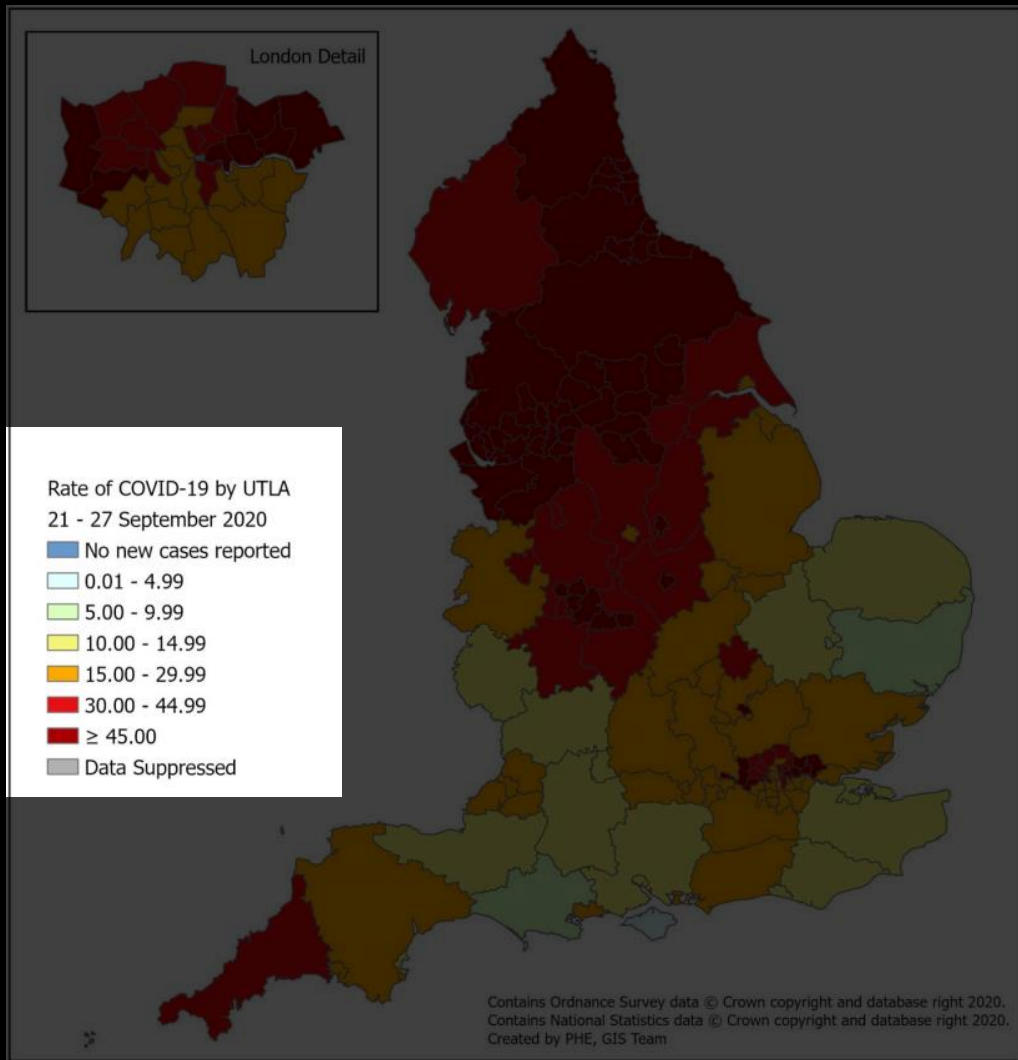 London Detail
Rate of COVID-19 by UTLA
21 - 27 September 2020
No new cases reported
0.01 - 4.99
5.00 - 9.99
10.00 - 14.99
15.00 - 29.99
30.00 - 44.99
≥ 45.00
Data Suppressed
Contains Ordnance Survey data © Crown copyright and database right 2020.
Contains National Statistics data © Crown copyright and database right 2020.
Created by PHE, GIS Team